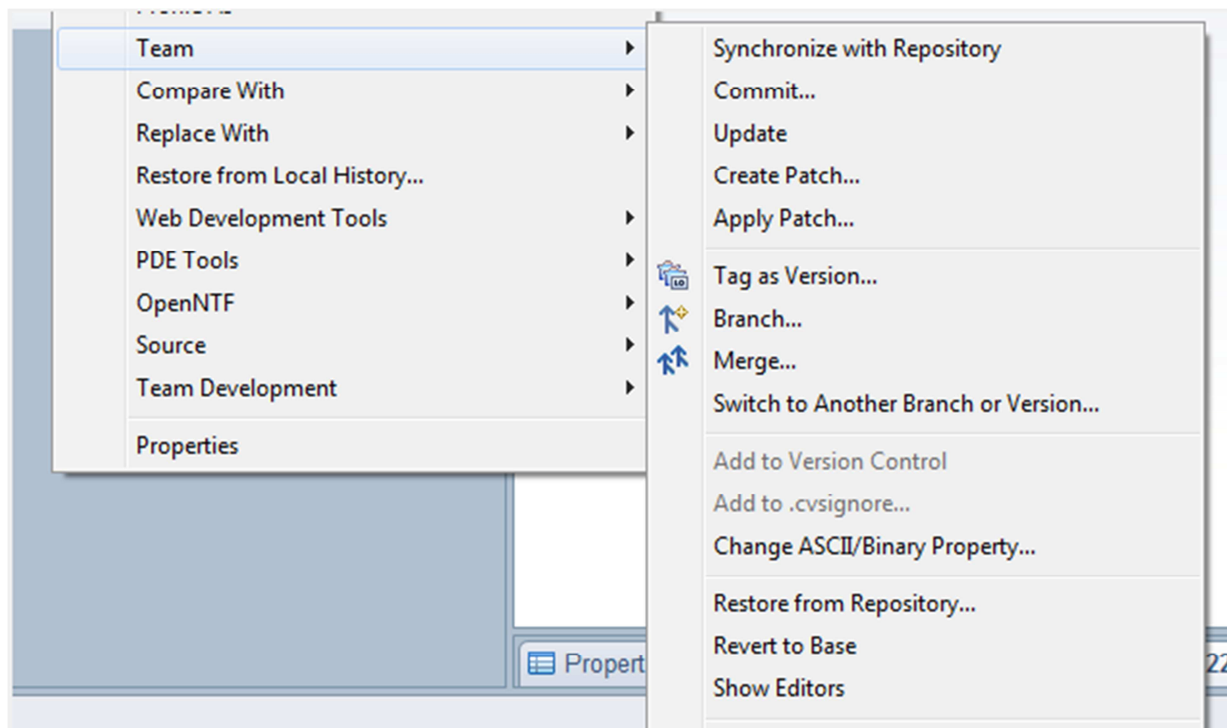 Team
Compare With
Replace With
Restore from Local History...
Web Development Tools
PDE Tools
OpenNTF
Source
Team Development
Properties
Synchronize with Repository
Commit...
Update
Create Patch...
Apply Patch...
Tag as Version...
Branch...
Merge...
Switch to Another Branch or Version...
Add to Version Control
Add to .cvsignore...
Change ASCII/Binary Property...
Restore from Repository...
Revert to Base
Show Editors
Propert
22